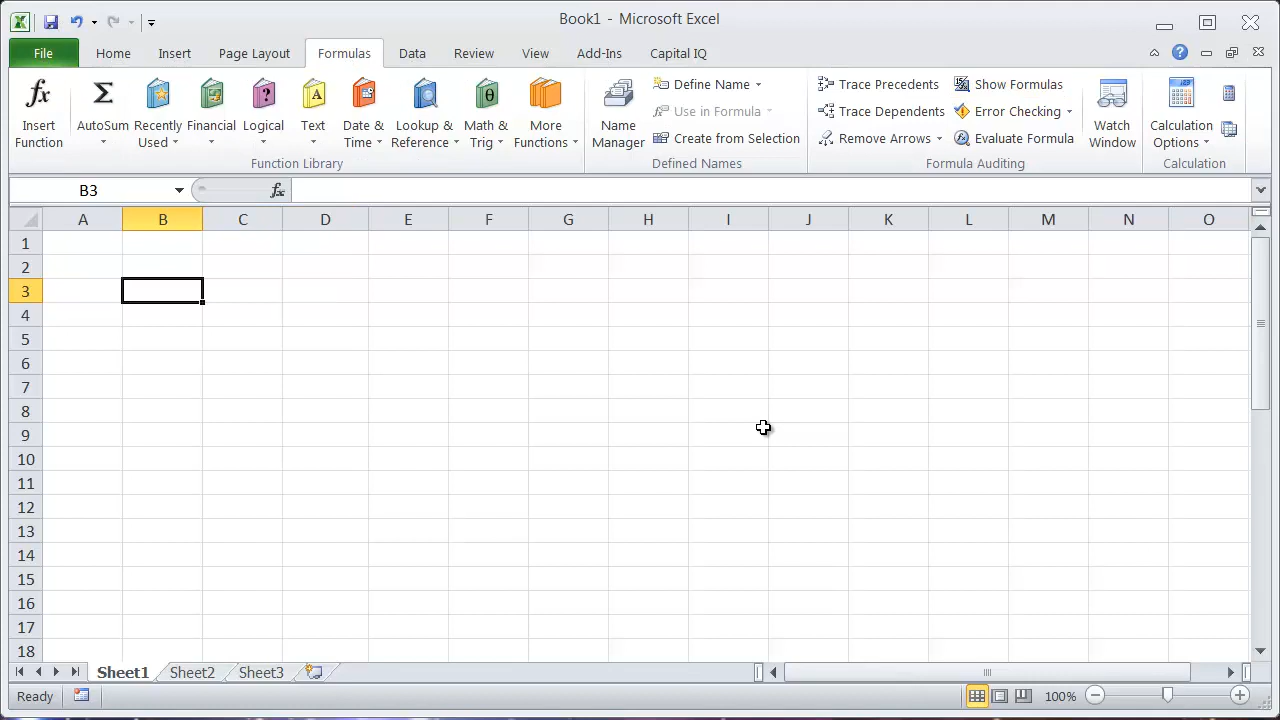 Book1 - Microsoft Excel
File Home Insert Page Layout Formulas Data Review View Add-Ins Capital IQ
Insert Function
AutoSum
Recently Used
Financial
Logical
Text
Date & Time
Lookup & Reference
Math & Trig
More Functions
Function Library
Name Manager
Define Name
Use in Formula
Create from Selection
Defined Names
Trace Precedents
Trace Dependents
Remove Arrows
Show Formulas
Error Checking
Evaluate Formula
Formula Auditing
Watch Window
Calculation Options
Calculation
B3 fx
A B C D E F G H I J K L M N O
1
2
3
4
5
6
7
8
9
10
11
12
13
14
15
16
17
18
Sheet1 Sheet2 Sheet3
Ready 100%